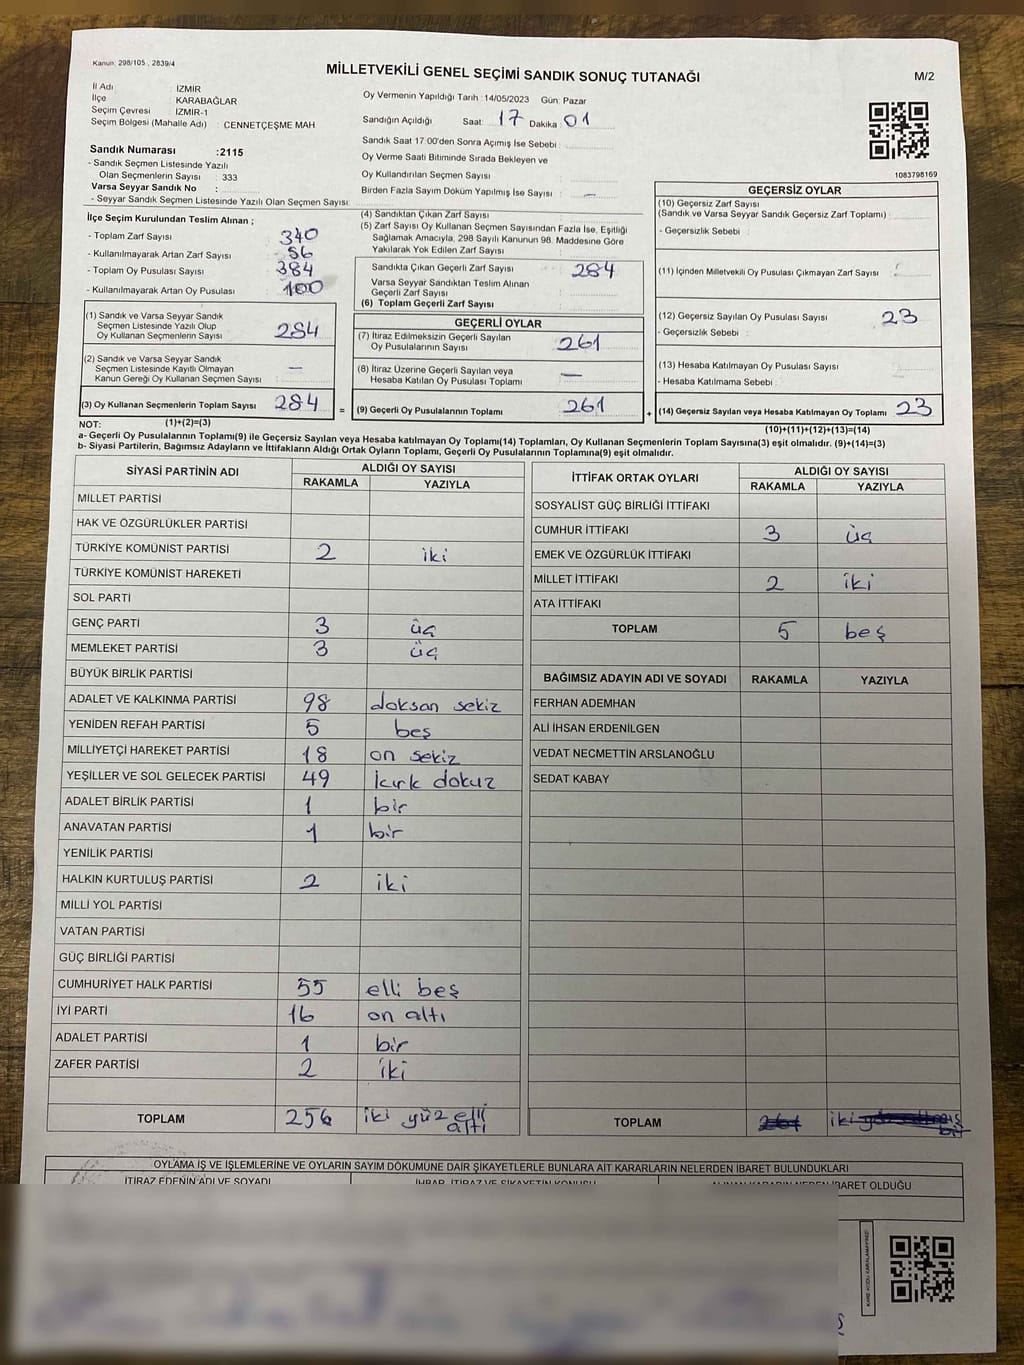 Kanun: 298/105 , 2839/4
MİLLETVEKİLİ GENEL SEÇİMİ SANDIK SONUÇ TUTANAĞI
M/2
İl Adı : İZMİR
İlçe : KARABAĞLAR
Seçim Çevresi : İZMİR-1
Seçim Bölgesi (Mahalle Adı) : CENNETÇEŞME MAH
Sandık Numarası :2115
- Sandık Seçmen Listesinde Yazılı
Olan Seçmenlerin Sayısı : 333
Varsa Seyyar Sandık No :
- Seyyar Sandık Seçmen Listesinde Yazılı Olan Seçmen Sayısı:
Oy Vermenin Yapıldığı Tarih :14/05/2023 Gün: Pazar
Sandığın Açıldığı Saat: 17 Dakika: 01
Sandık Saat 17:00'den Sonra Açımış İse Sebebi :
Oy Verme Saati Bitiminde Sırada Bekleyen ve
Oy Kullandırılan Seçmen Sayısı
Birden Fazla Sayım Döküm Yapılmış İse Sayısı : —
1083798169
İlçe Seçim Kurulundan Teslim Alınan ;
- Toplam Zarf Sayısı : 340
- Kullanılmayarak Artan Zarf Sayısı : 56
- Toplam Oy Pusulası Sayısı : 384
- Kullanılmayarak Artan Oy Pusulası : 100
(1) Sandık ve Varsa Seyyar Sandık
Seçmen Listesinde Yazılı Olup
Oy Kullanan Seçmenlerin Sayısı : 284
(2) Sandık ve Varsa Seyyar Sandık
Seçmen Listesinde Kayıtlı Olmayan
Kanun Gereği Oy Kullanan Seçmen Sayısı : —
(3) Oy Kullanan Seçmenlerin Toplam Sayısı 284 =
(1)+(2)=(3)
(4) Sandıktan Çıkan Zarf Sayısı :
(5) Zarf Sayısı Oy Kullanan Seçmen Sayısından Fazla İse, Eşitliği
Sağlamak Amacıyla, 298 Sayılı Kanunun 98. Maddesine Göre
Yakılarak Yok Edilen Zarf Sayısı :
Sandıkta Çıkan Geçerli Zarf Sayısı : 284
Varsa Seyyar Sandıktan Teslim Alınan
Geçerli Zarf Sayısı :
(6) Toplam Geçerli Zarf Sayısı :
GEÇERLİ OYLAR
(7) İtiraz Edilmeksizin Geçerli Sayılan
Oy Pusulalarının Sayısı : 261
(8) İtiraz Üzerine Geçerli Sayılan veya
Hesaba Katılan Oy Pusulası Toplamı : —
(9) Geçerli Oy Pusulalarının Toplamı : 261 +
GEÇERSİZ OYLAR
(10) Geçersiz Zarf Sayısı
(Sandık ve Varsa Seyyar Sandık Geçersiz Zarf Toplamı) :
- Geçersizlik Sebebi :
(11) İçinden Milletvekili Oy Pusulası Çıkmayan Zarf Sayısı :
(12) Geçersiz Sayılan Oy Pusulası Sayısı : 23
- Geçersizlik Sebebi :
(13) Hesaba Katılmayan Oy Pusulası Sayısı :
- Hesaba Katılmama Sebebi :
(14) Geçersiz Sayılan veya Hesaba Katılmayan Oy Toplamı : 23
(10)+(11)+(12)+(13)=(14)
NOT:
a- Geçerli Oy Pusulalarının Toplamı(9) ile Geçersiz Sayılan veya Hesaba katılmayan Oy Toplamı(14) Toplamları, Oy Kullanan Seçmenlerin Toplam Sayısına(3) eşit olmalıdır. (9)+(14)=(3)
b- Siyasi Partilerin, Bağımsız Adayların ve İttifakların Aldığı Ortak Oyların Toplamı, Geçerli Oy Pusulalarının Toplamına(9) eşit olmalıdır.
SİYASİ PARTİNİN ADI ALDIĞI OY SAYISI
RAKAMLA YAZIYLA
MİLLET PARTİSİ
HAK VE ÖZGÜRLÜKLER PARTİSİ
TÜRKİYE KOMÜNİST PARTİSİ 2 iki
TÜRKİYE KOMÜNİST HAREKETİ
SOL PARTİ
GENÇ PARTİ 3 üç
MEMLEKET PARTİSİ 3 üç
BÜYÜK BİRLİK PARTİSİ
ADALET VE KALKINMA PARTİSİ 98 doksan sekiz
YENİDEN REFAH PARTİSİ 5 beş
MİLLİYETÇİ HAREKET PARTİSİ 18 on sekiz
YEŞİLLER VE SOL GELECEK PARTİSİ 49 kırk dokuz
ADALET BİRLİK PARTİSİ 1 bir
ANAVATAN PARTİSİ 1 bir
YENİLİK PARTİSİ
HALKIN KURTULUŞ PARTİSİ 2 iki
MİLLİ YOL PARTİSİ
VATAN PARTİSİ
GÜÇ BİRLİĞİ PARTİSİ
CUMHURİYET HALK PARTİSİ 55 elli beş
İYİ PARTİ 16 on altı
ADALET PARTİSİ 1 bir
ZAFER PARTİSİ 2 iki
TOPLAM 256 iki yüz elli altı
İTTİFAK ORTAK OYLARI ALDIĞI OY SAYISI
RAKAMLA YAZIYLA
SOSYALİST GÜÇ BİRLİĞİ İTTİFAKI
CUMHUR İTTİFAKI 3 üç
EMEK VE ÖZGÜRLÜK İTTİFAKI
MİLLET İTTİFAKI 2 iki
ATA İTTİFAKI
TOPLAM 5 beş
BAĞIMSIZ ADAYIN ADI VE SOYADI RAKAMLA YAZIYLA
FERHAN ADEMHAN
ALİ İHSAN ERDENİLGEN
VEDAT NECMETTİN ARSLANOĞLU
SEDAT KABAY
TOPLAM 261 iki
OYLAMA İŞ VE İŞLEMLERİNE VE OYLARIN SAYIM DÖKÜMÜNE DAİR ŞİKAYETLERLE BUNLARA AİT KARARLARIN NELERDEN İBARET BULUNDUKLARI
İTİRAZ EDENİN ADI VE SOYADI İHBAR, İTİRAZ VE ŞİKAYETİN KONUSU ALINAN KARARIN NEDEN İBARET OLDUĞU